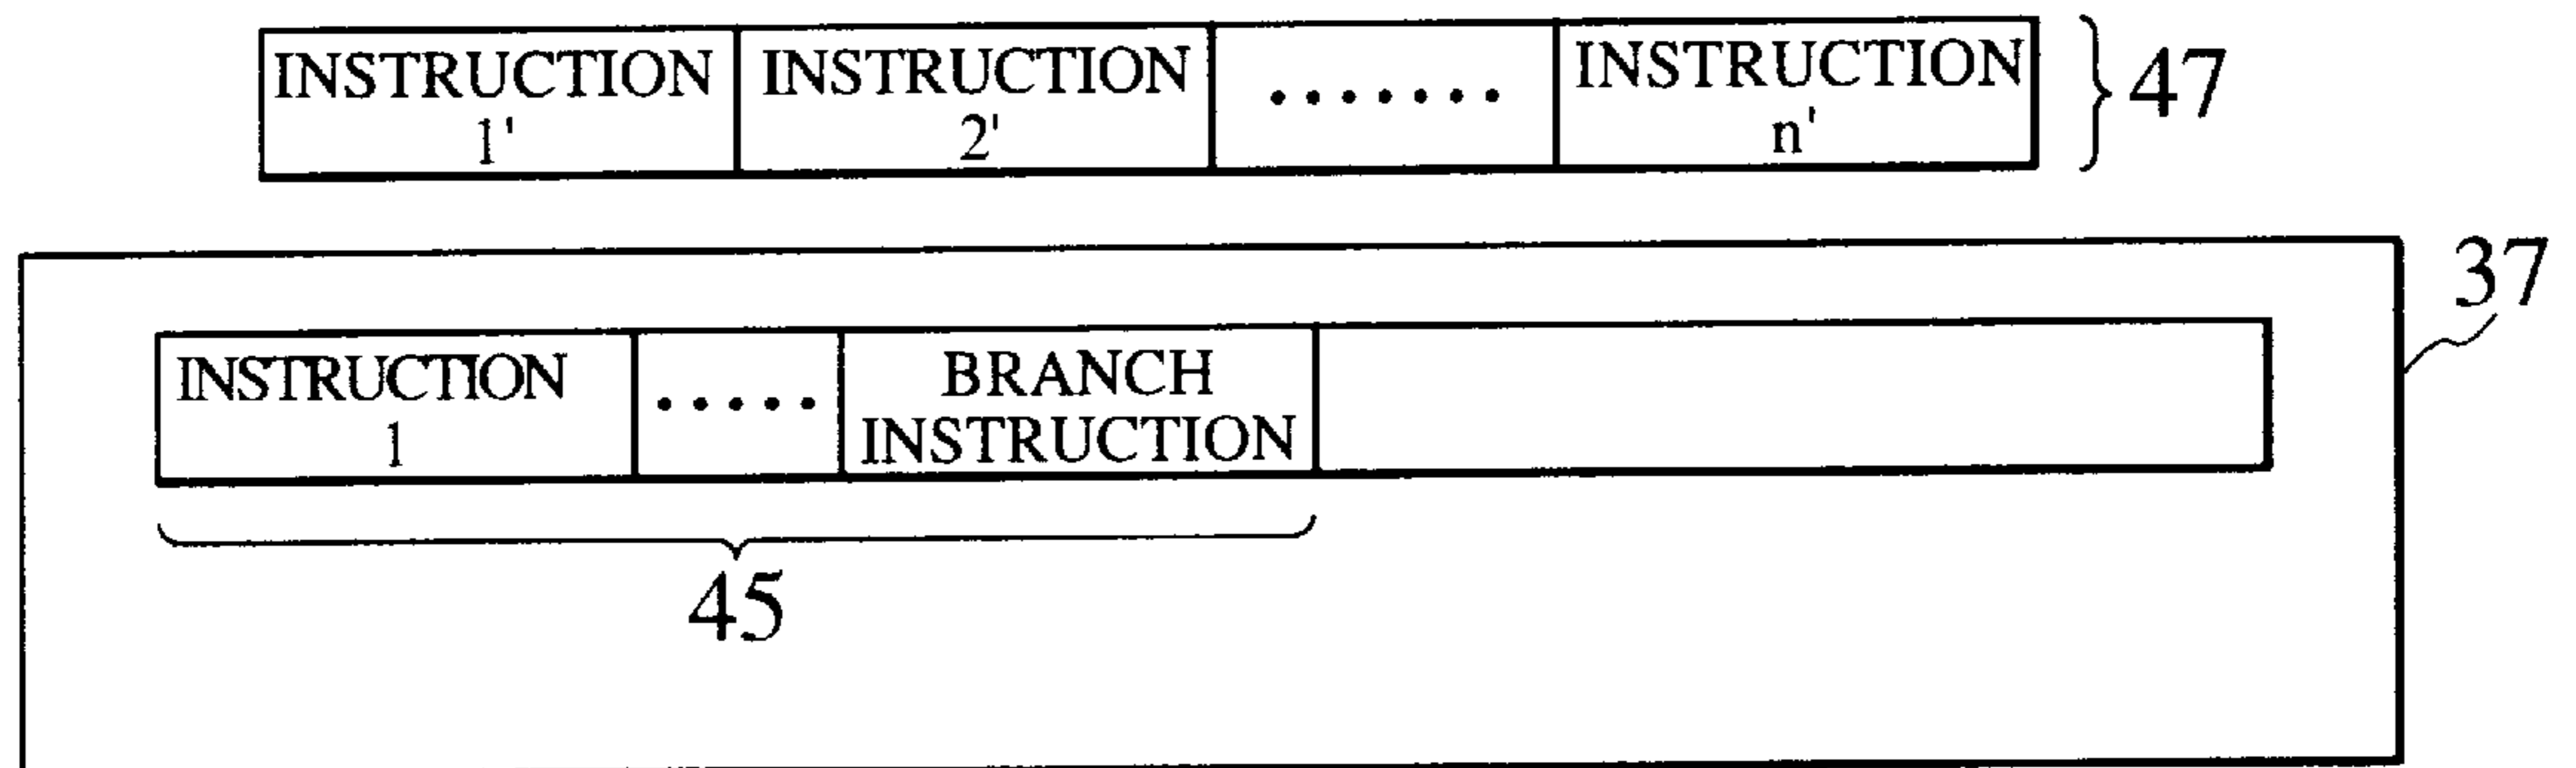 INSTRUCTION 1'
INSTRUCTION 2'
.......
INSTRUCTION n'
47
37
INSTRUCTION 1
.....
BRANCH INSTRUCTION
45